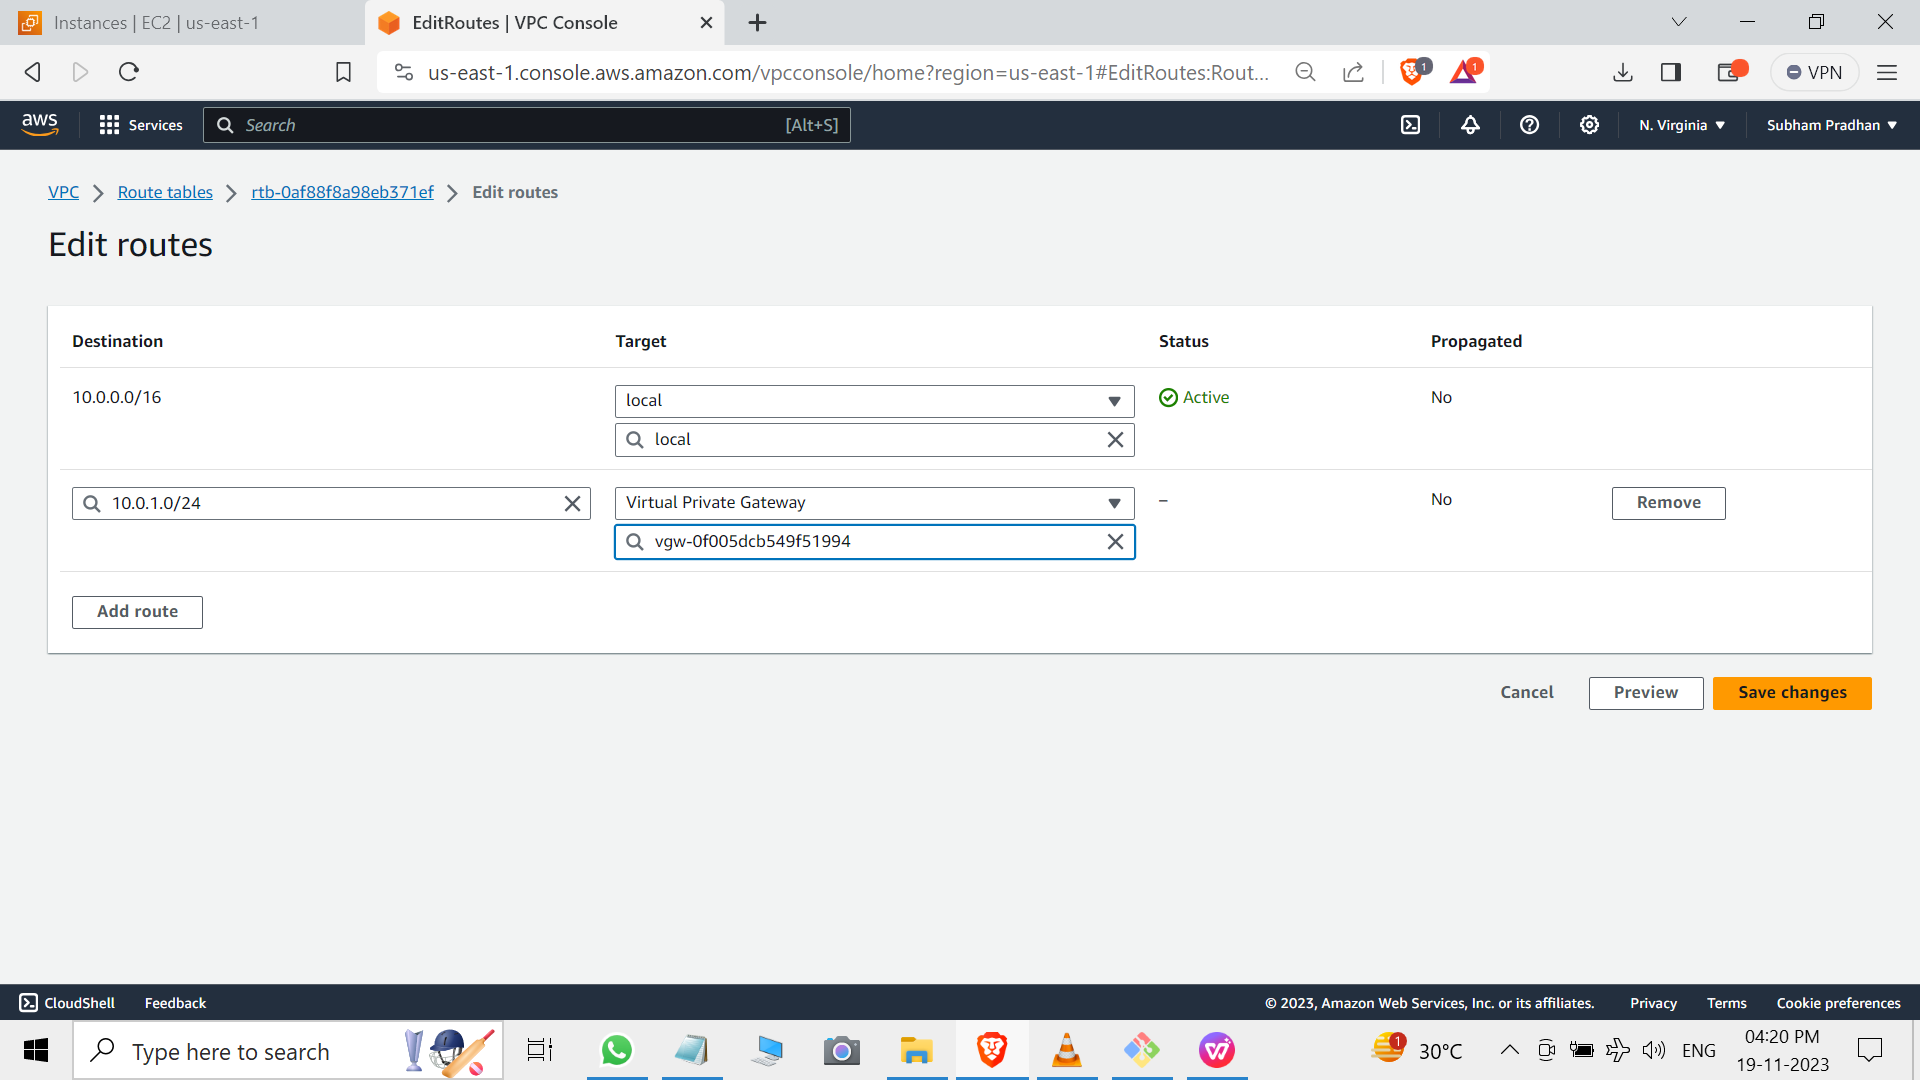 Instances | EC2 | us-east-1
EditRoutes | VPC Console
us-east-1.console.aws.amazon.com/vpcconsole/home?region=us-east-1#EditRoutes:Rout...
1
1
VPN
aws
Services
Search
[Alt+S]
N. Virginia
Subham Pradhan
VPC
Route tables
rtb-0af88f8a98eb371ef
Edit routes
Edit routes
Destination
Target
Status
Propagated
10.0.0.0/16
local
Active
No
local
10.0.1.0/24
Virtual Private Gateway
–
No
Remove
vgw-0f005dcb549f51994
Add route
Cancel
Preview
Save changes
CloudShell
Feedback
© 2023, Amazon Web Services, Inc. or its affiliates.
Privacy
Terms
Cookie preferences
Type here to search
1
30°C
ENG
04:20 PM
19-11-2023